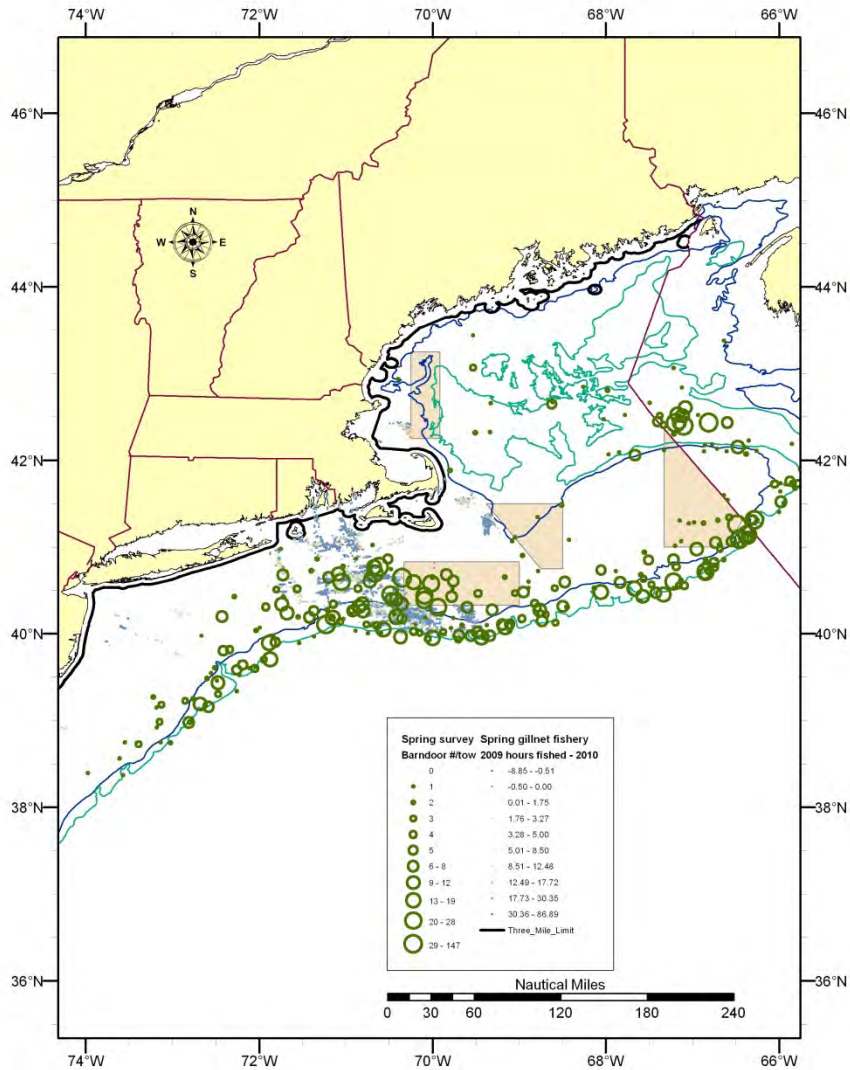 74°W 72°W 70°W 68°W 66°W
46°N 46°N
N
W E
S
44°N 44°N
42°N 42°N
40°N 40°N
38°N 38°N
36°N 36°N
Spring survey Spring gillnet fishery
Barndoor #/tow 2009 hours fished - 2010
0 -8.85 - -0.51
1 -0.50 - 0.00
2 0.01 - 1.75
3 1.76 - 3.27
4 3.28 - 5.00
5 5.01 - 8.50
6 - 8 8.51 - 12.48
9 - 12 12.49 - 17.72
13 - 19 17.73 - 30.35
20 - 28 30.36 - 86.89
29 - 147 Three_Mile_Limit
Nautical Miles
0 30 60 120 180 240
74°W 72°W 70°W 68°W 66°W